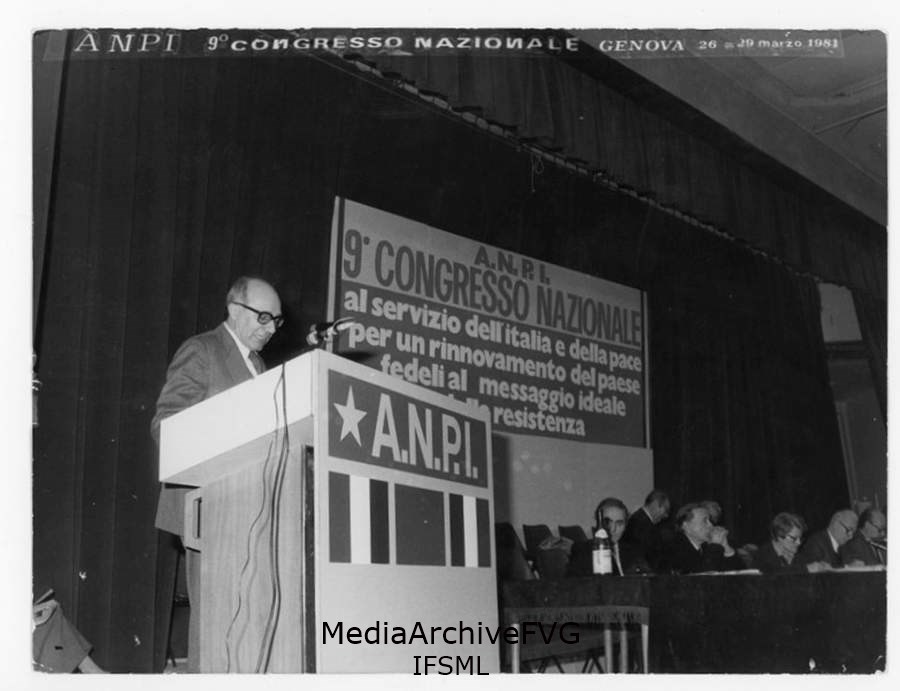 ANPI 9° CONGRESSO NAZIONALE GENOVA 26 - 29 marzo 1981
A.N.P.I.
9° CONGRESSO NAZIONALE
al servizio dell'italia e della pace
per un rinnovamento del paese
fedeli al messaggio ideale
resistenza
A.N.P.I.
MediaArchiveFVG
IFSML